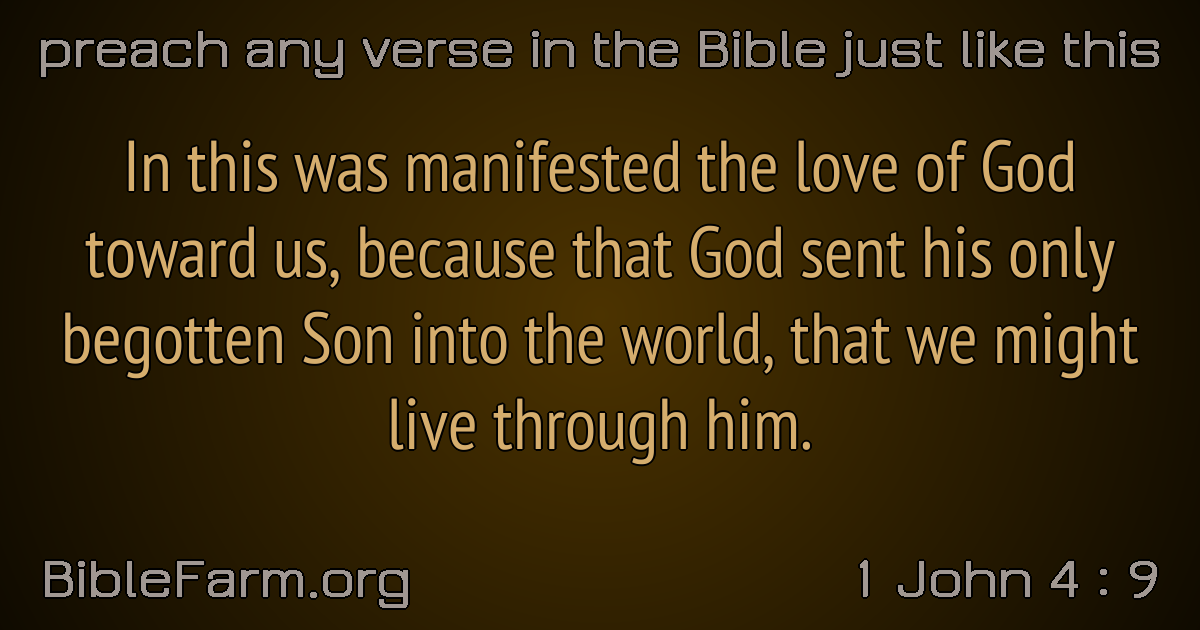 preach any verse in the Bible just like this
In this was manifested the love of God
toward us, because that God sent his only
begotten Son into the world, that we might
live through him.
BibleFarm.org
1 John 4 : 9